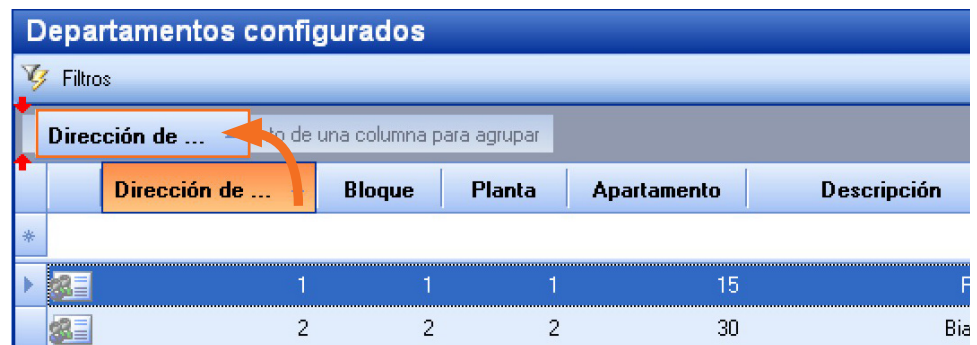 Departamentos configurados
Filtros
Dirección de ... to de una columna para agrupar
Dirección de ... Bloque Planta Apartamento Descripción
1 1 1 15
2 2 2 30 Bia